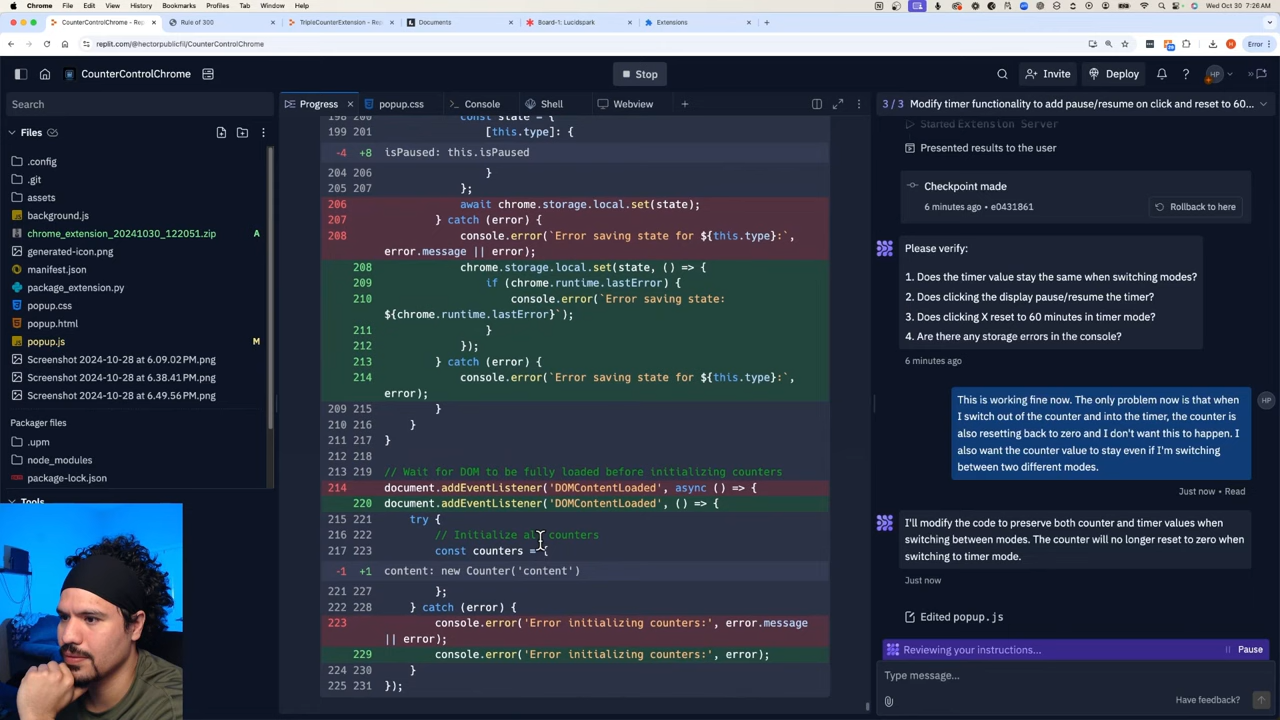 Chrome File Edit View History Bookmarks Profiles Tab Window Help
Wed Oct 30 7:26 AM
CounterControlChrome - Repl
Rule of 300
TripleCounterExtension - Repl
Documents
Board-1: Lucidspark
Extensions
replit.com/@hectorpublicfil/CounterControlChrome
Error
CounterControlChrome
Stop
Invite
Deploy
HP
Search
Progress
popup.css
Console
Shell
Webview
3 / 3 Modify timer functionality to add pause/resume on click and reset to 60...
Files
.config
.git
assets
background.js
chrome_extension_20241030_122051.zip A
generated-icon.png
manifest.json
package_extension.py
popup.css
popup.html
popup.js M
Screenshot 2024-10-28 at 6.09.02 PM.png
Screenshot 2024-10-28 at 6.38.41 PM.png
Screenshot 2024-10-28 at 6.49.56 PM.png
Packager files
.upm
node_modules
package-lock.json
Tools
198 200 const state = {
199 201 [this.type]: {
-4 +8 isPaused: this.isPaused
204 206 }
205 207 };
206 await chrome.storage.local.set(state);
207 } catch (error) {
208 console.error(`Error saving state for ${this.type}:`,
error.message || error);
208 chrome.storage.local.set(state, () => {
209 if (chrome.runtime.lastError) {
210 console.error(`Error saving state:
${chrome.runtime.lastError}`);
211 }
212 });
213 } catch (error) {
214 console.error(`Error saving state for ${this.type}:`,
error);
209 215 }
210 216 }
211 217 }
212 218
213 219 // Wait for DOM to be fully loaded before initializing counters
214 document.addEventListener('DOMContentLoaded', async () => {
220 document.addEventListener('DOMContentLoaded', () => {
215 221 try {
216 222 // Initialize all counters
217 223 const counters = {
-1 +1 content: new Counter('content')
221 227 };
222 228 } catch (error) {
223 console.error('Error initializing counters:', error.message
|| error);
229 console.error('Error initializing counters:', error);
224 230 }
225 231 });
Started Extension Server
Presented results to the user
Checkpoint made
6 minutes ago • e0431861
Rollback to here
Please verify:
1. Does the timer value stay the same when switching modes?
2. Does clicking the display pause/resume the timer?
3. Does clicking X reset to 60 minutes in timer mode?
4. Are there any storage errors in the console?
6 minutes ago
This is working fine now. The only problem now is that when
I switch out of the counter and into the timer, the counter is
also resetting back to zero and I don't want this to happen. I
also want the counter value to stay even if I'm switching
between two different modes.
HP
Just now • Read
I'll modify the code to preserve both counter and timer values when
switching between modes. The counter will no longer reset to zero when
switching to timer mode.
Just now
Edited popup.js
Reviewing your instructions...
Pause
Type message...
Have feedback?